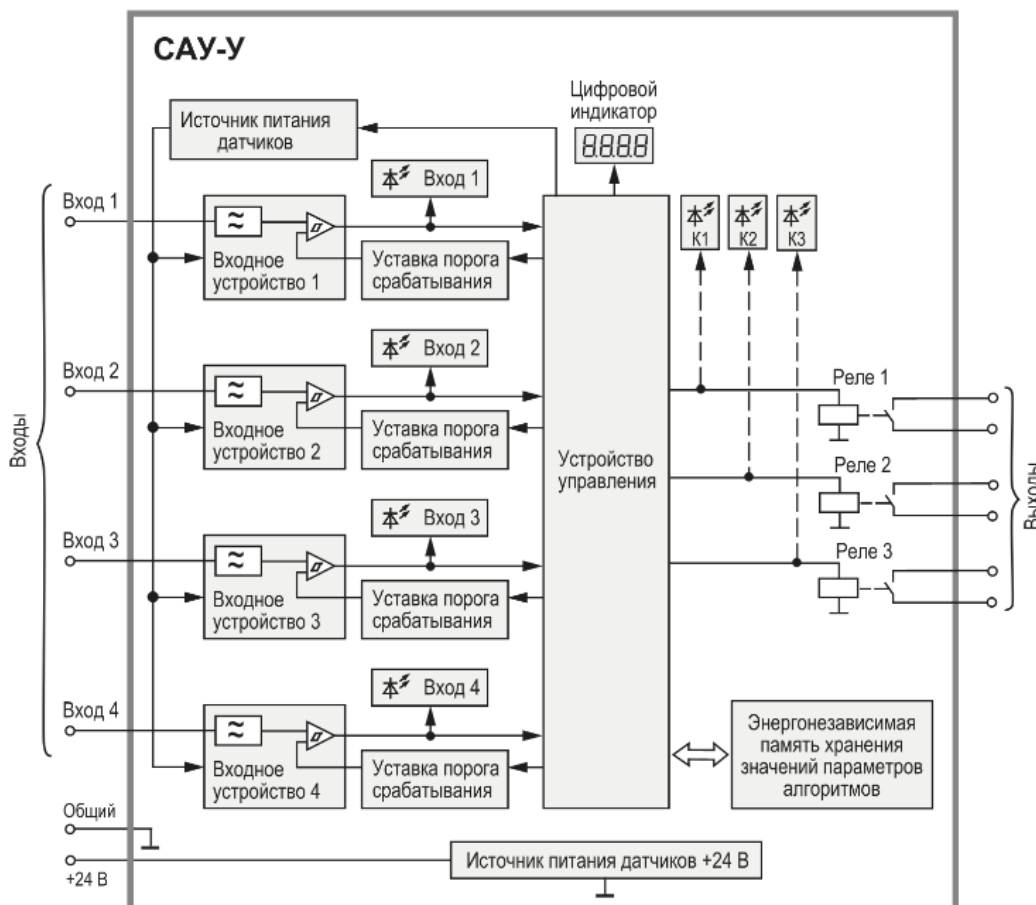 САУ-У
Цифровой
индикатор
8.8.8.8
Источник питания
датчиков
Вход 1
Вход 1
Входное
устройство 1
Уставка порога
срабатывания
К1
К2
К3
Вход 2
Вход 2
Входное
устройство 2
Уставка порога
срабатывания
Входы
Устройство
управления
Реле 1
Реле 2
Реле 3
Выходы
Вход 3
Вход 3
Входное
устройство 3
Уставка порога
срабатывания
Вход 4
Вход 4
Входное
устройство 4
Уставка порога
срабатывания
Энергонезависимая
память хранения
значений параметров
алгоритмов
Общий
+24 В
Источник питания датчиков +24 В